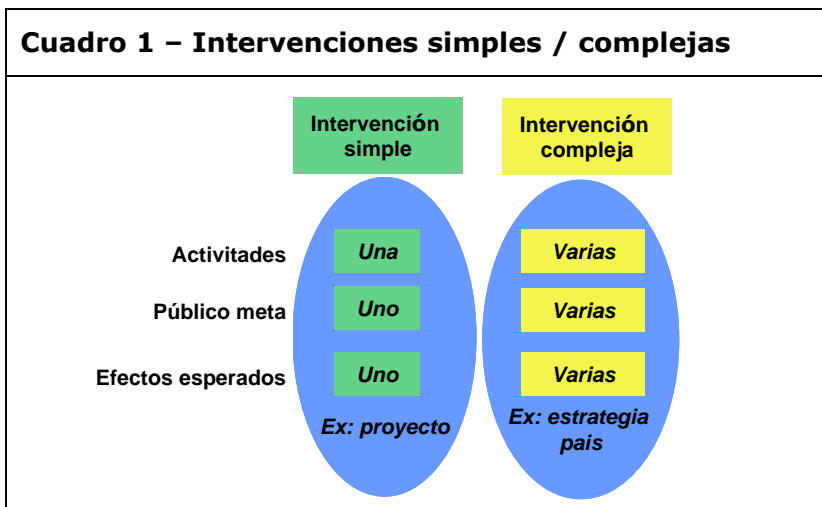 Cuadro 1 – Intervenciones simples / complejas
Intervención
simple
Intervención
compleja
Activitades
Una
Varias
Público meta
Uno
Varias
Efectos esperados
Uno
Varias
Ex: proyecto
Ex: estrategia
pais